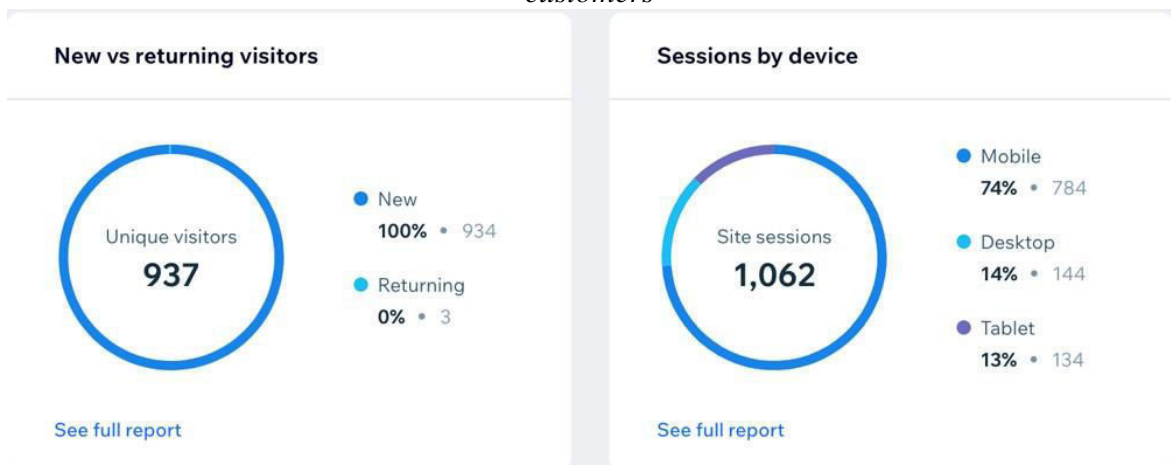 customers
New vs returning visitors
Unique visitors
937
New
100% • 934
Returning
0% • 3
See full report
Sessions by device
Site sessions
1,062
Mobile
74% • 784
Desktop
14% • 144
Tablet
13% • 134
See full report